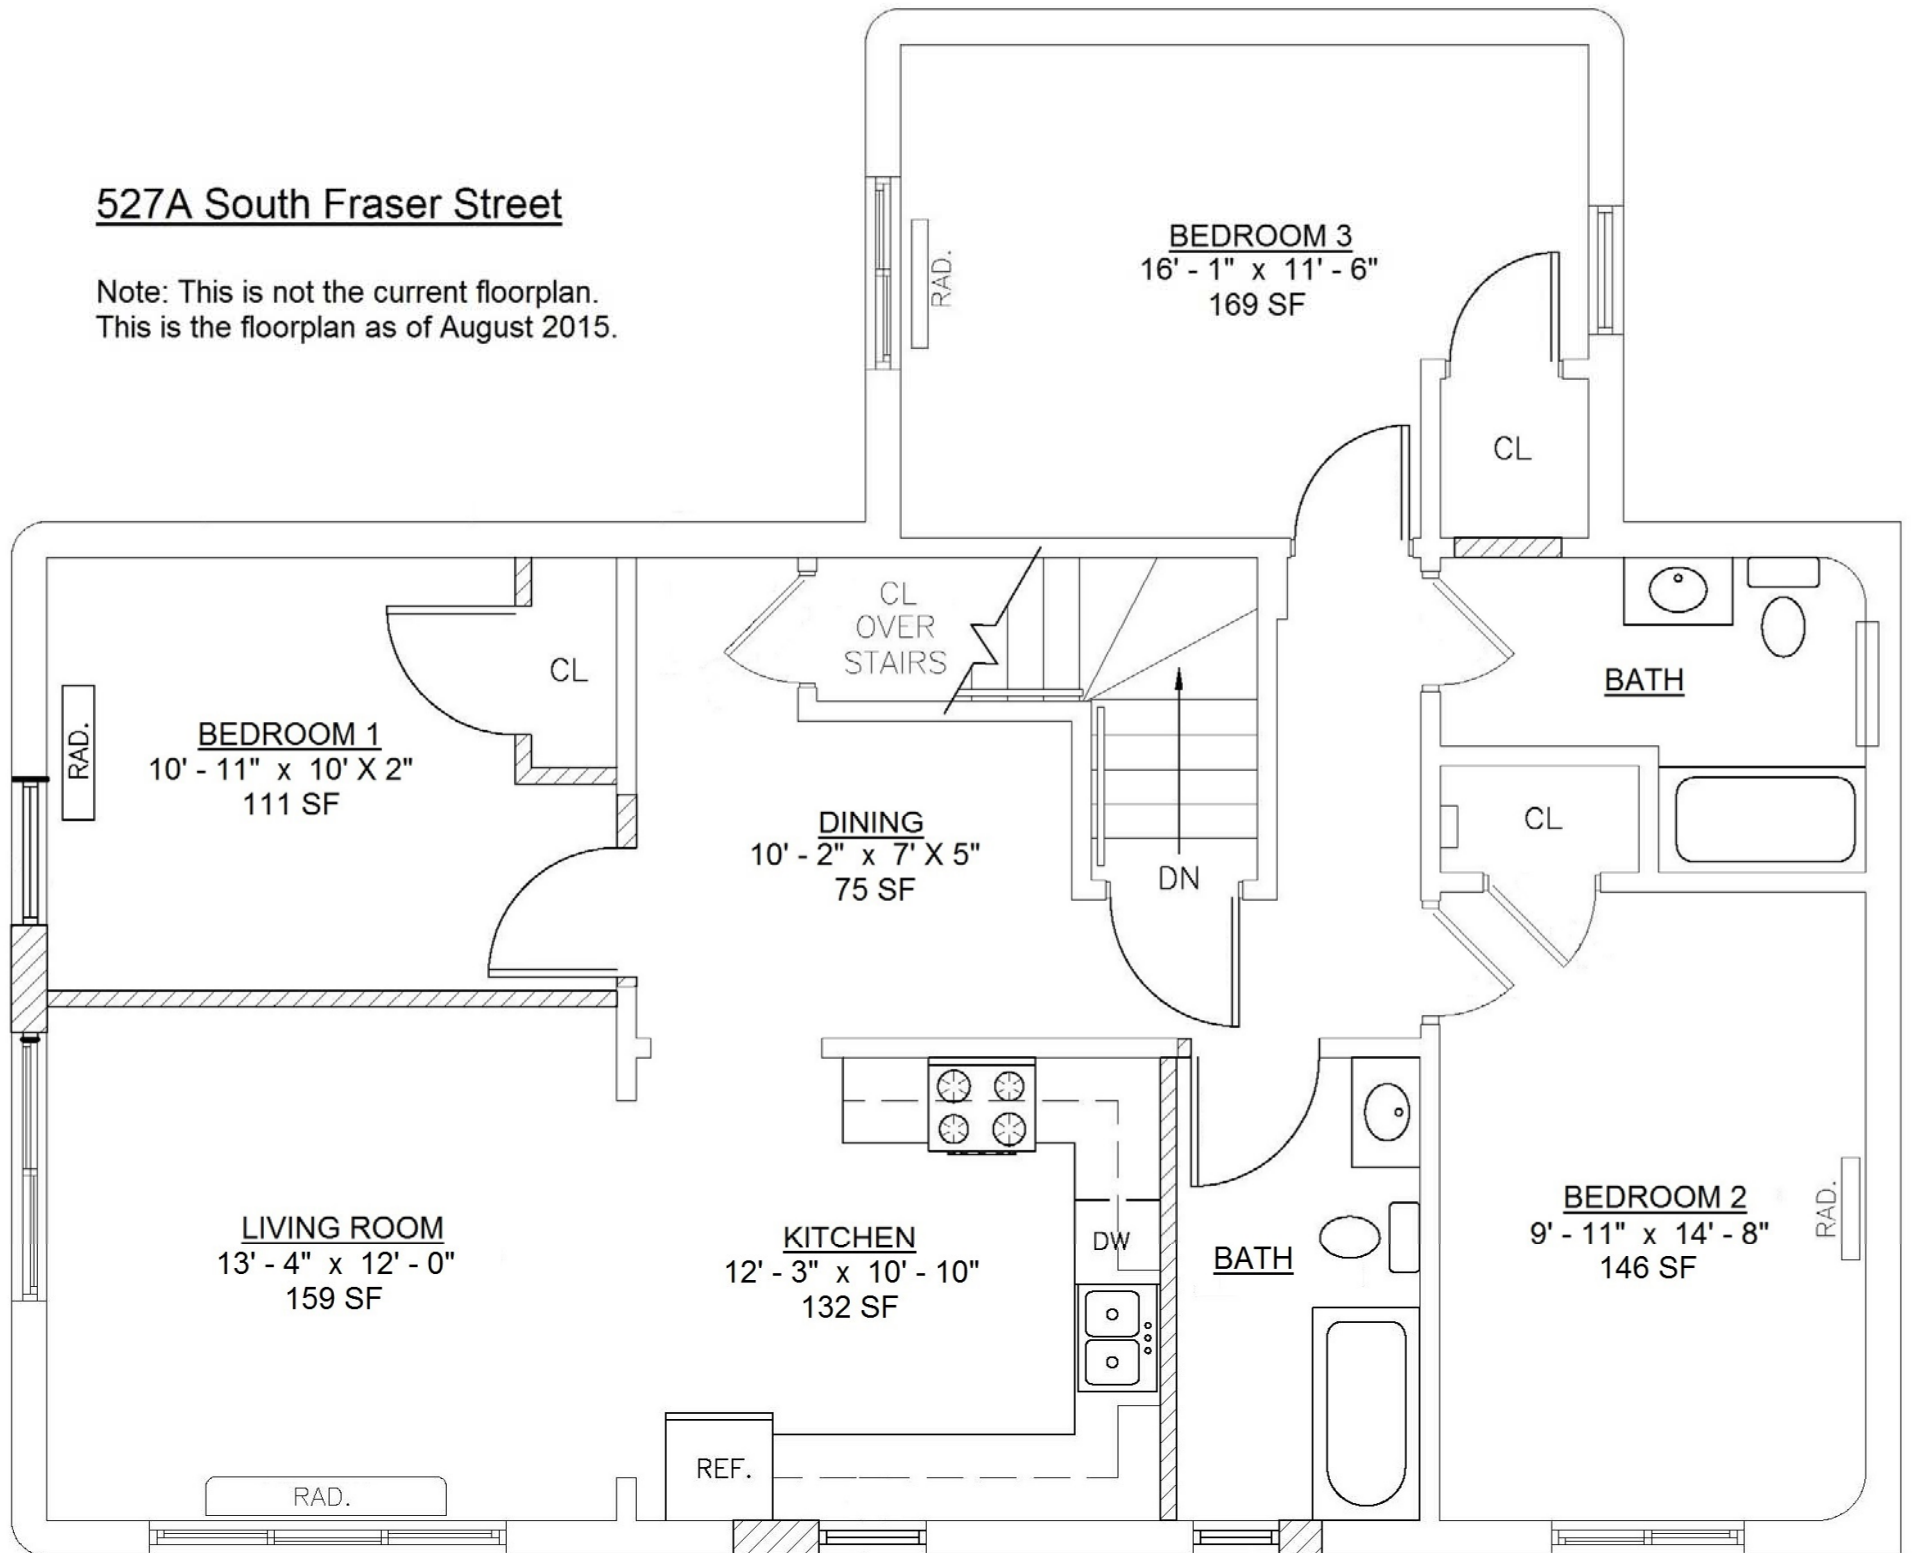 527A South Fraser Street
Note: This is not the current floorplan.
This is the floorplan as of August 2015.
BEDROOM 3
16' - 1" x 11' - 6"
169 SF
RAD.
CL
CL
OVER
STAIRS
CL
BATH
RAD.
BEDROOM 1
10' - 11" x 10' X 2"
111 SF
DINING
10' - 2" x 7' X 5"
75 SF
DN
CL
LIVING ROOM
13' - 4" x 12' - 0"
159 SF
KITCHEN
12' - 3" x 10' - 10"
132 SF
DW
BATH
BEDROOM 2
9' - 11" x 14' - 8"
146 SF
RAD.
REF.
RAD.